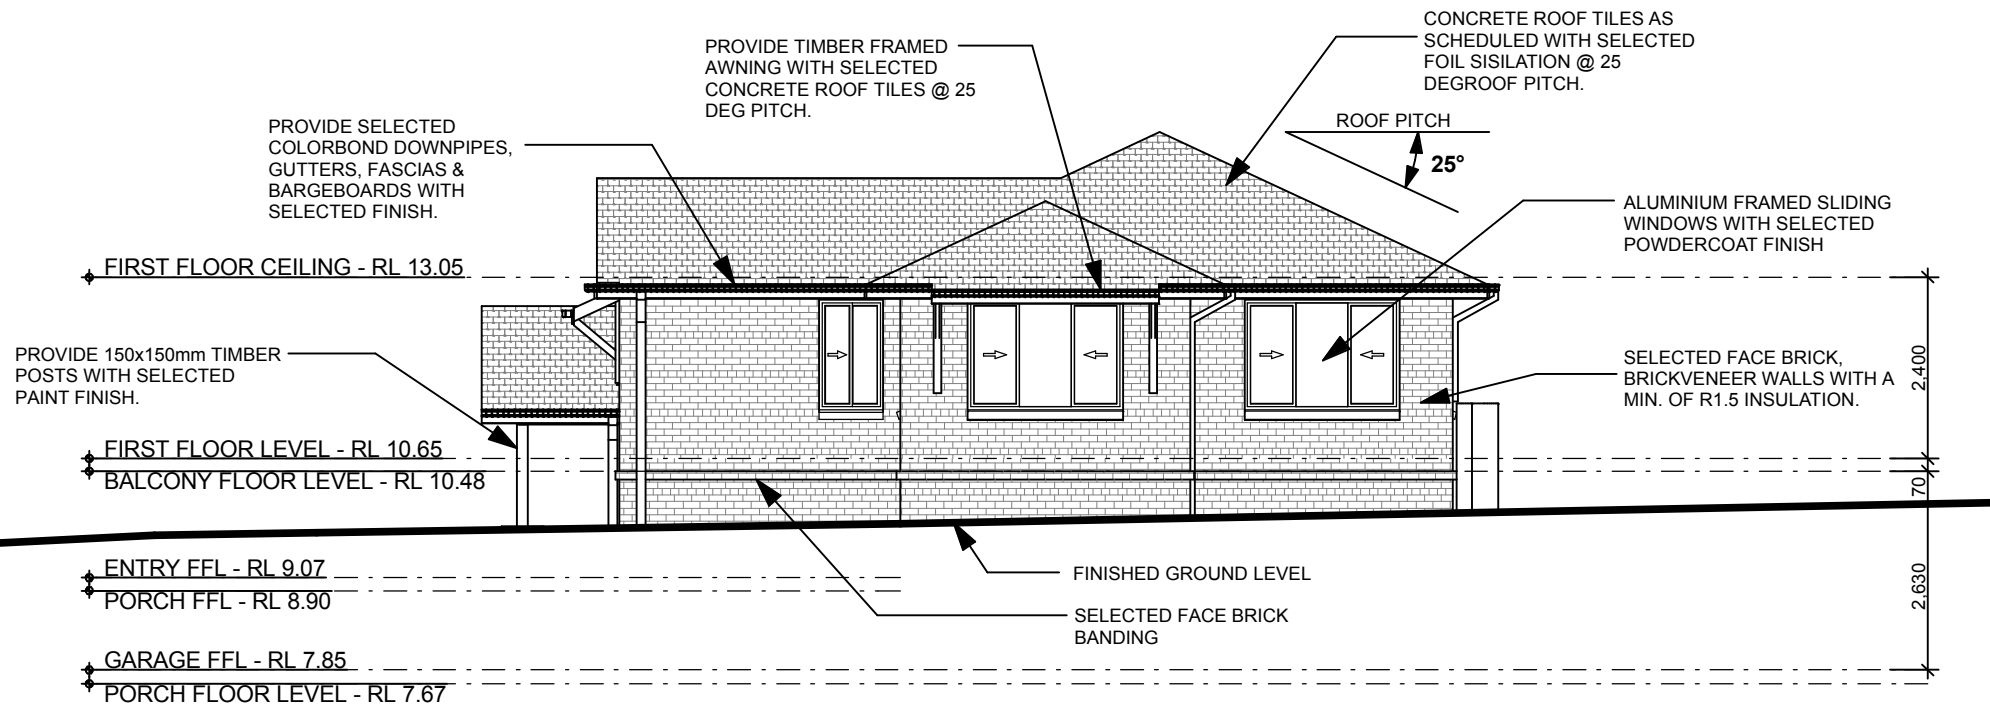 CONCRETE ROOF TILES AS
SCHEDULED WITH SELECTED
FOIL SISILATION @ 25
DEGROOF PITCH.
PROVIDE TIMBER FRAMED
AWNING WITH SELECTED
CONCRETE ROOF TILES @ 25
DEG PITCH.
PROVIDE SELECTED
COLORBOND DOWNPIPES,
GUTTERS, FASCIAS &
BARGEBOARDS WITH
SELECTED FINISH.
ROOF PITCH
25°
ALUMINIUM FRAMED SLIDING
WINDOWS WITH SELECTED
POWDERCOAT FINISH
FIRST FLOOR CEILING - RL 13.05
PROVIDE 150x150mm TIMBER
POSTS WITH SELECTED
PAINT FINISH.
SELECTED FACE BRICK,
BRICKVENEER WALLS WITH A
MIN. OF R1.5 INSULATION.
2,400
FIRST FLOOR LEVEL - RL 10.65
BALCONY FLOOR LEVEL - RL 10.48
70
ENTRY FFL - RL 9.07
PORCH FFL - RL 8.90
FINISHED GROUND LEVEL
2,630
SELECTED FACE BRICK
BANDING
GARAGE FFL - RL 7.85
PORCH FLOOR LEVEL - RL 7.67